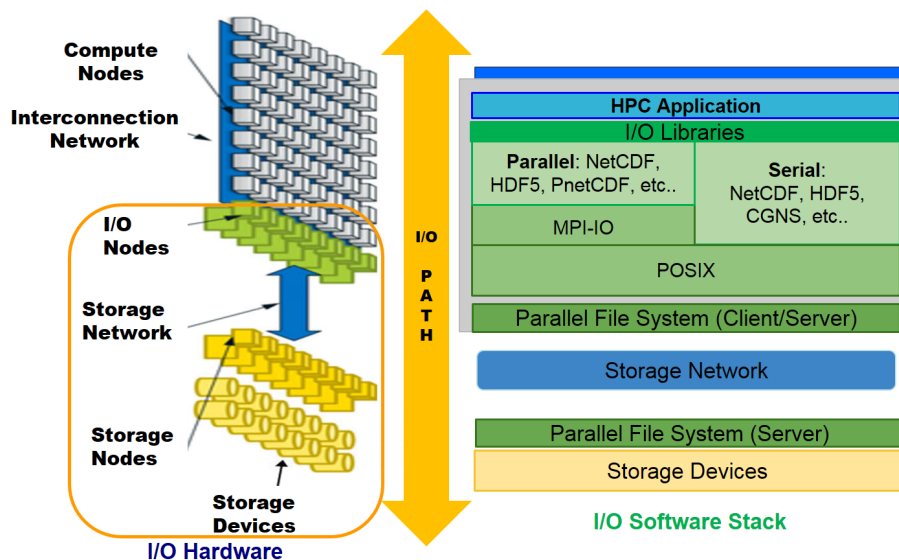 Compute
Nodes
Interconnection
Network
I/O
Nodes
Storage
Network
Storage
Nodes
Storage
Devices
I/O Hardware
I/O
P
A
T
H
HPC Application
I/O Libraries
Parallel: NetCDF,
HDF5, PnetCDF, etc..
Serial:
NetCDF, HDF5,
CGNS, etc..
MPI-IO
POSIX
Parallel File System (Client/Server)
Storage Network
Parallel File System (Server)
Storage Devices
I/O Software Stack